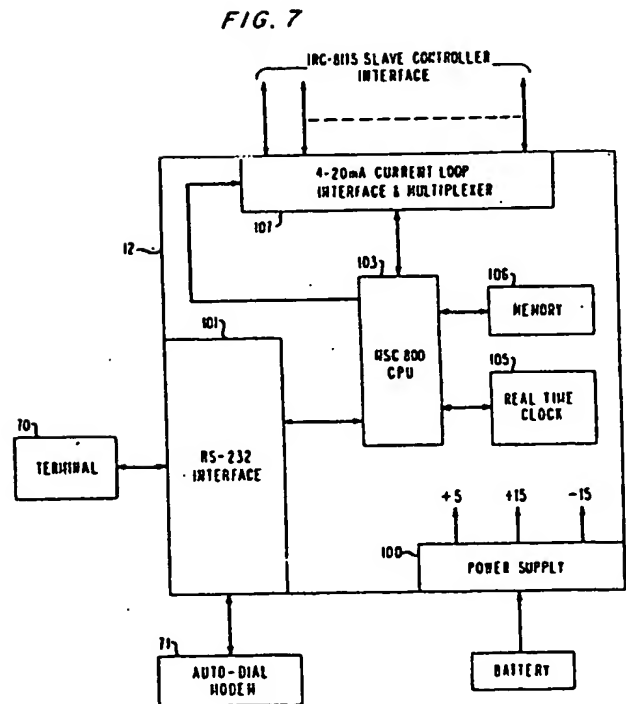 FIG. 7
IRC-8115 SLAVE CONTROLLER
INTERFACE
4-20mA CURRENT LOOP
INTERFACE & MULTIPLEXER
107
12
103
NSC 800
CPU
106
MEMORY
105
REAL TIME
CLOCK
101
RS-232
INTERFACE
70
TERMINAL
+5
+15
-15
100
POWER SUPPLY
71
AUTO-DIAL
MODEM
BATTERY